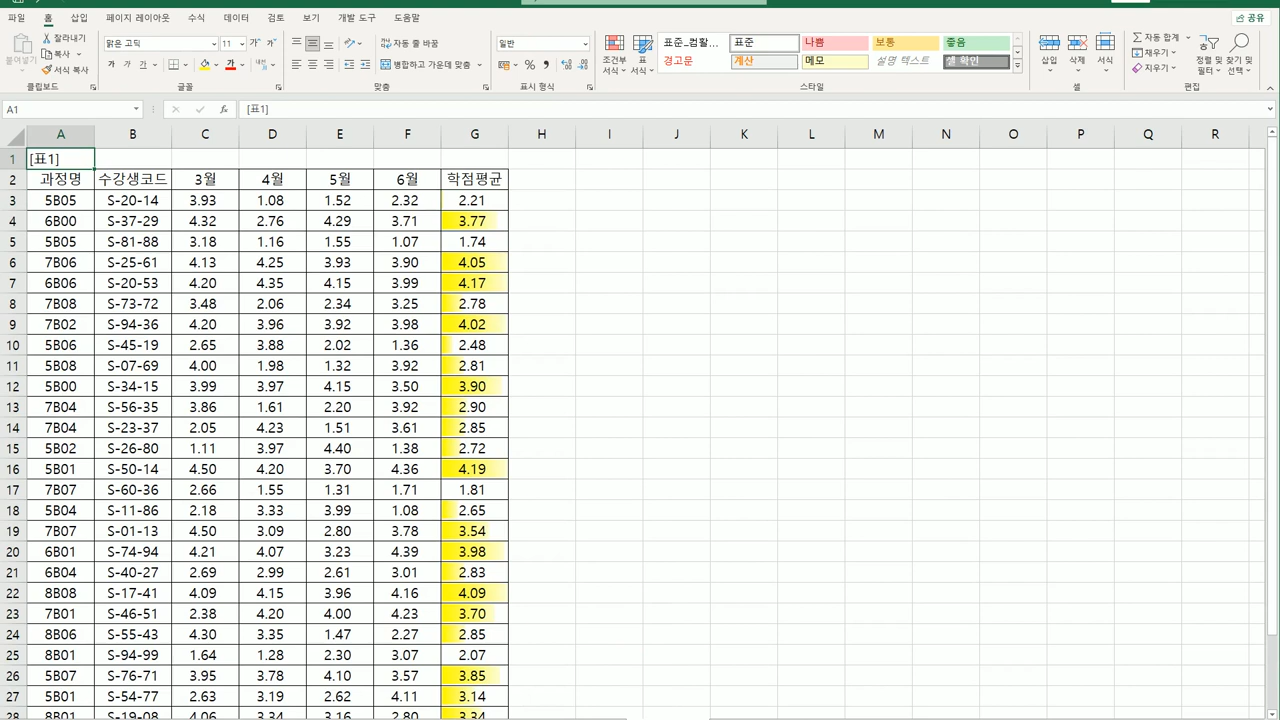 파일 홈 삽입 페이지 레이아웃 수식 데이터 검토 보기 개발 도구 도움말 공유
잘라내기
복사
서식 복사
붙여넣기
클립보드
맑은 고딕 11
가 가 가
글꼴
자동 줄 바꿈
병합하고 가운데 맞춤
맞춤
일반
표시 형식
조건부 서식
표 서식
표준_컴활... 표준 나쁨 보통 좋음
경고문 계산 메모 설명 텍스트 셀 확인
스타일
삽입 삭제 서식
셀
자동 합계
채우기
지우기
정렬 및 필터
찾기 및 선택
편집
A1 fx [표1]
A B C D E F G H I J K L M N O P Q R
1 [표1]
2 과정명 수강생코드 3월 4월 5월 6월 학점평균
3 5B05 S-20-14 3.93 1.08 1.52 2.32 2.21
4 6B00 S-37-29 4.32 2.76 4.29 3.71 3.77
5 5B05 S-81-88 3.18 1.16 1.55 1.07 1.74
6 7B06 S-25-61 4.13 4.25 3.93 3.90 4.05
7 6B06 S-20-53 4.20 4.35 4.15 3.99 4.17
8 7B08 S-73-72 3.48 2.06 2.34 3.25 2.78
9 7B02 S-94-36 4.20 3.96 3.92 3.98 4.02
10 5B06 S-45-19 2.65 3.88 2.02 1.36 2.48
11 5B08 S-07-69 4.00 1.98 1.32 3.92 2.81
12 5B00 S-34-15 3.99 3.97 4.15 3.50 3.90
13 7B04 S-56-35 3.86 1.61 2.20 3.92 2.90
14 7B04 S-23-37 2.05 4.23 1.51 3.61 2.85
15 5B02 S-26-80 1.11 3.97 4.40 1.38 2.72
16 5B01 S-50-14 4.50 4.20 3.70 4.36 4.19
17 7B07 S-60-36 2.66 1.55 1.31 1.71 1.81
18 5B04 S-11-86 2.18 3.33 3.99 1.08 2.65
19 7B07 S-01-13 4.50 3.09 2.80 3.78 3.54
20 6B01 S-74-94 4.21 4.07 3.23 4.39 3.98
21 6B04 S-40-27 2.69 2.99 2.61 3.01 2.83
22 8B08 S-17-41 4.09 4.15 3.96 4.16 4.09
23 7B01 S-46-51 2.38 4.20 4.00 4.23 3.70
24 8B06 S-55-43 4.30 3.35 1.47 2.27 2.85
25 8B01 S-94-99 1.64 1.28 2.30 3.07 2.07
26 5B07 S-76-71 3.95 3.78 4.10 3.57 3.85
27 5B01 S-54-77 2.63 3.19 2.62 4.11 3.14
28 8B01 S-19-08 4.06 3.34 3.16 2.80 3.34